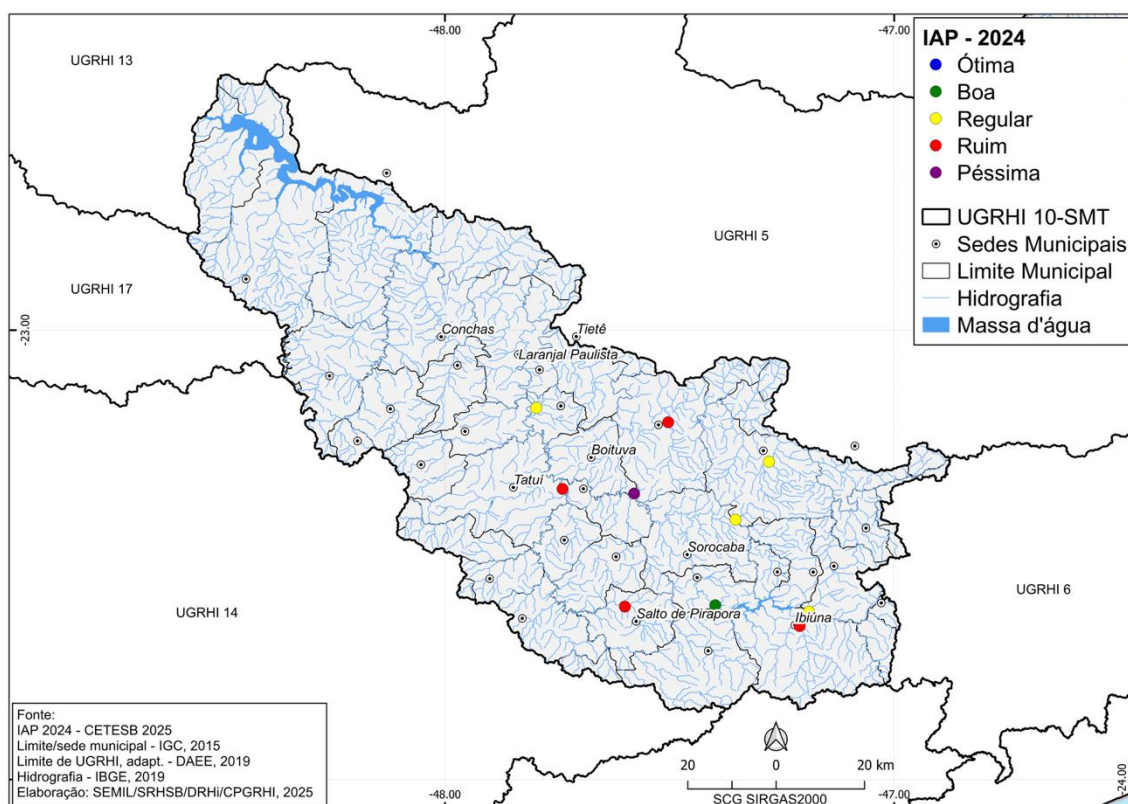 -48.00
-47.00
UGRHI 13
IAP - 2024
Ótima
Boa
Regular
Ruim
Péssima
UGRHI 10-SMT
Sedes Municipais
Limite Municipal
Hidrografia
Massa d'água
UGRHI 5
UGRHI 17
-23.00
Conchas
Tietê
Laranjal Paulista
Boituva
Tatuí
Sorocaba
UGRHI 6
UGRHI 14
Salto de Pirapora
Ibiúna
Fonte:
IAP 2024 - CETESB 2025
Limite/sede municipal - IGC, 2015
Limite de UGRHI, adapt. - DAEE, 2019
Hidrografia - IBGE, 2019
Elaboração: SEMIL/SRHSB/DRHi/CPGRHI, 2025
20 0 20 km
SCG SIRGAS2000
-48.00
-47.00
-24.00